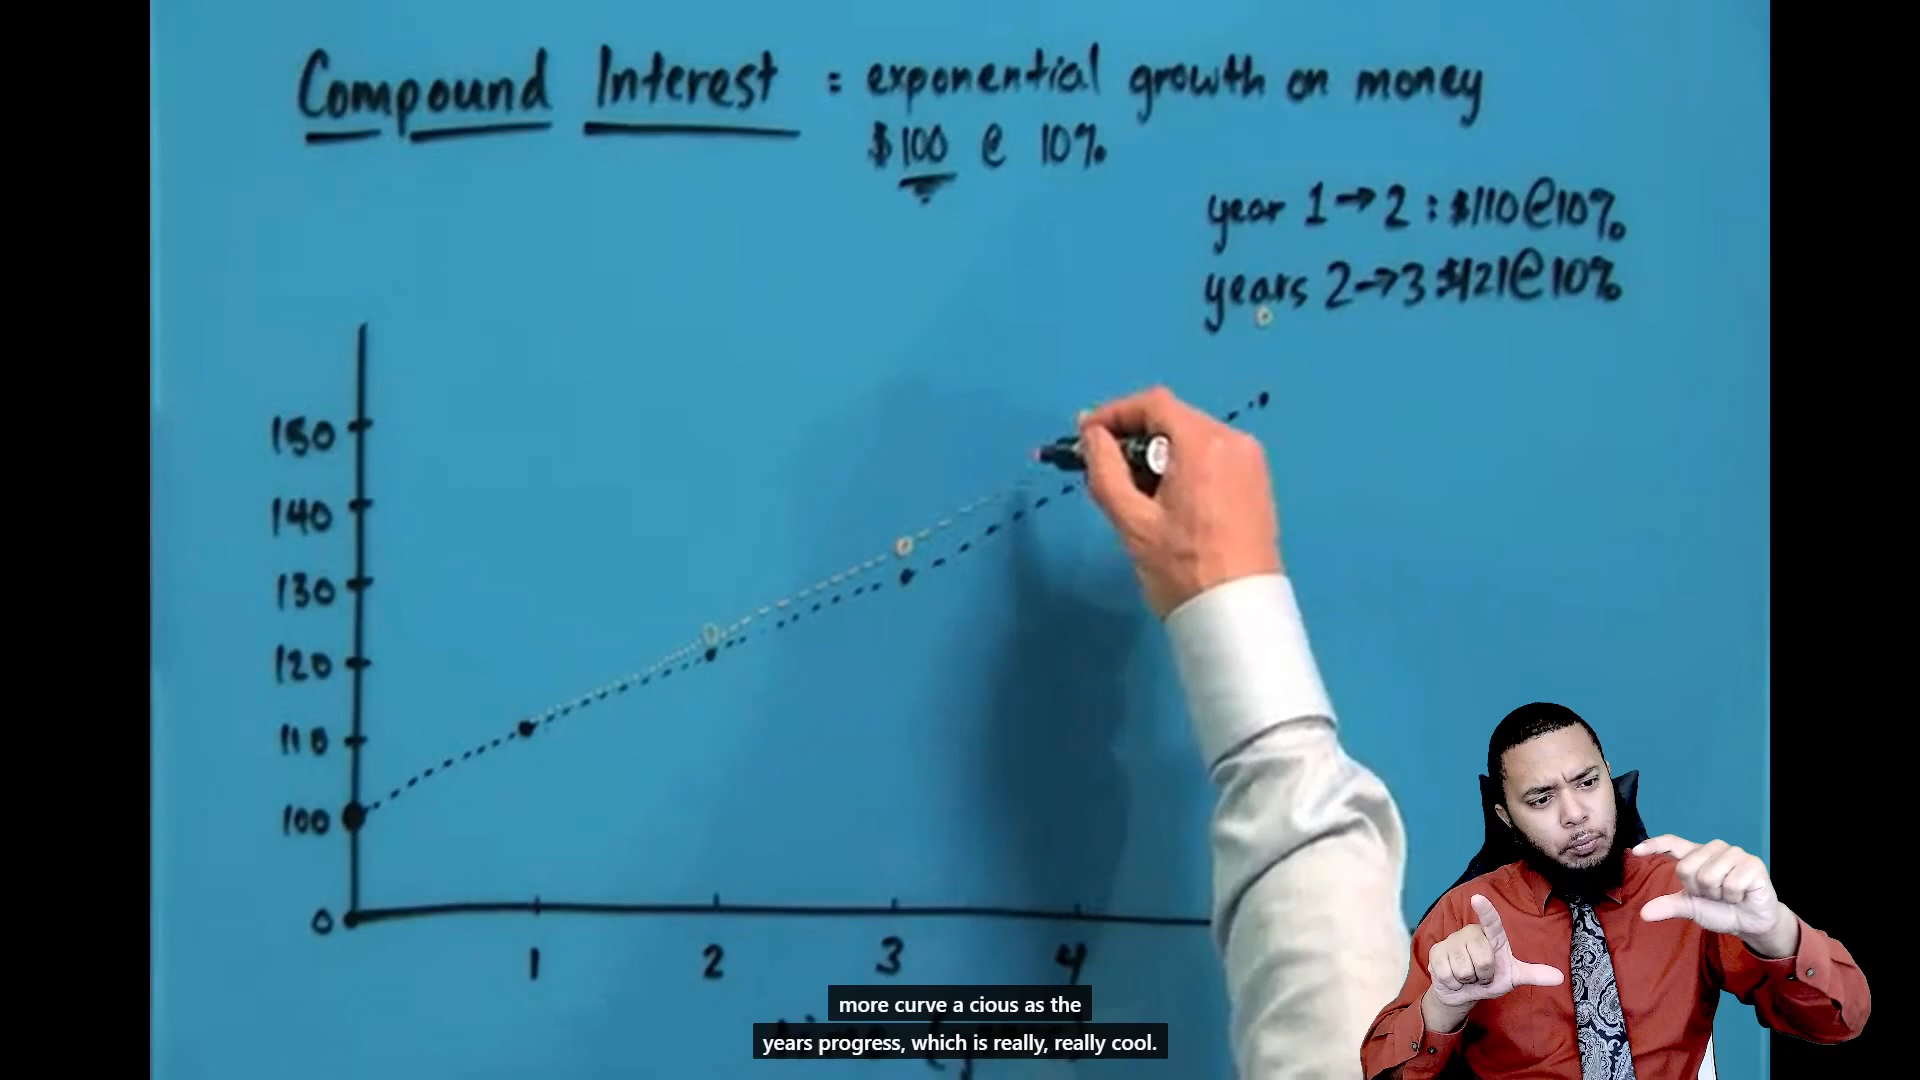 Compound Interest = exponential growth on money
$100 @ 10%
year 1→2 : $110@10%
years 2→3 $121@10%
150
140
130
120
110
100
0
1 2 3 4
more curve a cious as the
years progress, which is really, really cool.